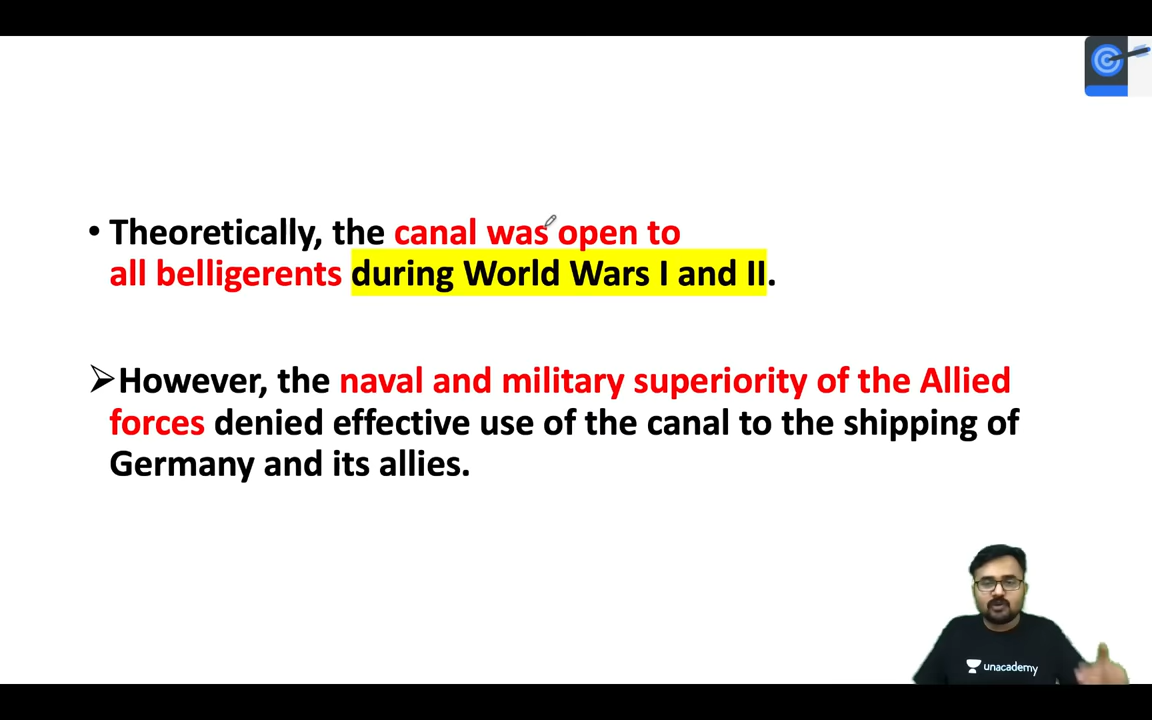 • Theoretically, the canal was open to
all belligerents during World Wars I and II.
➢However, the naval and military superiority of the Allied
forces denied effective use of the canal to the shipping of
Germany and its allies.
unacademy